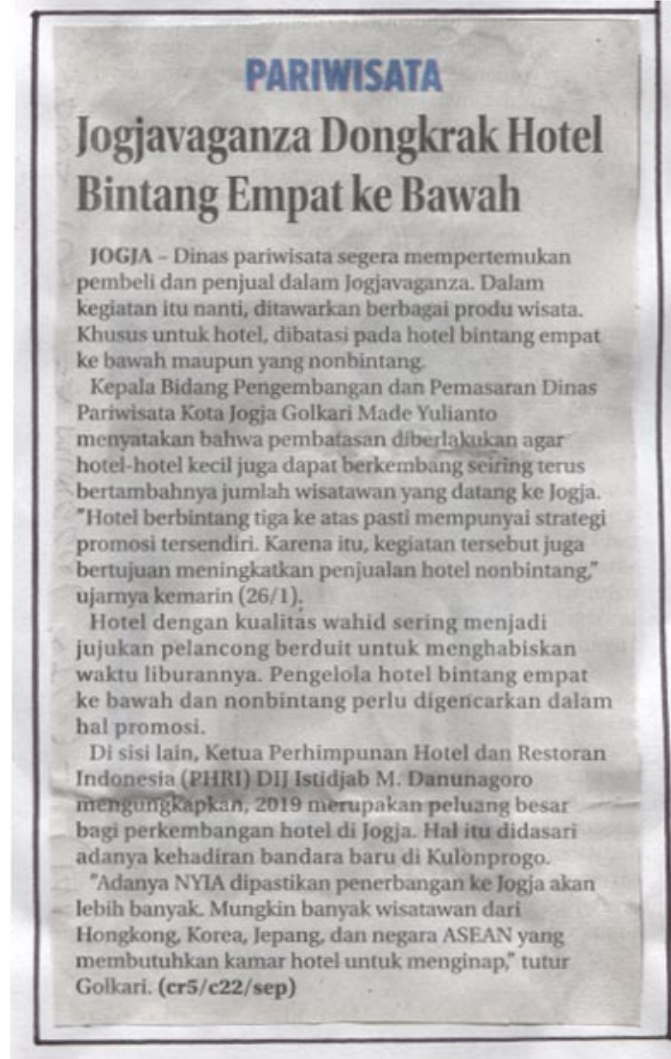 PARIWISATA
Jogjavaganza Dongkrak Hotel
Bintang Empat ke Bawah
JOGJA – Dinas pariwisata segera mempertemukan
pembeli dan penjual dalam Jogjavaganza. Dalam
kegiatan itu nanti, ditawarkan berbagai produ wisata.
Khusus untuk hotel, dibatasi pada hotel bintang empat
ke bawah maupun yang nonbintang.
Kepala Bidang Pengembangan dan Pemasaran Dinas
Pariwisata Kota Jogja Golkari Made Yulianto
menyatakan bahwa pembatasan diberlakukan agar
hotel-hotel kecil juga dapat berkembang seiring terus
bertambahnya jumlah wisatawan yang datang ke Jogja.
"Hotel berbintang tiga ke atas pasti mempunyai strategi
promosi tersendiri. Karena itu, kegiatan tersebut juga
bertujuan meningkatkan penjualan hotel nonbintang,"
ujarnya kemarin (26/1).
Hotel dengan kualitas wahid sering menjadi
jujukan pelancong berduit untuk menghabiskan
waktu liburannya. Pengelola hotel bintang empat
ke bawah dan nonbintang perlu digencarkan dalam
hal promosi.
Di sisi lain, Ketua Perhimpunan Hotel dan Restoran
Indonesia (PHRI) DIJ Istidjab M. Danunagoro
mengungkapkan, 2019 merupakan peluang besar
bagi perkembangan hotel di Jogja. Hal itu didasari
adanya kehadiran bandara baru di Kulonprogo.
"Adanya NYIA dipastikan penerbangan ke Jogja akan
lebih banyak. Mungkin banyak wisatawan dari
Hongkong, Korea, Jepang, dan negara ASEAN yang
membutuhkan kamar hotel untuk menginap," tutur
Golkari. (cr5/c22/sep)